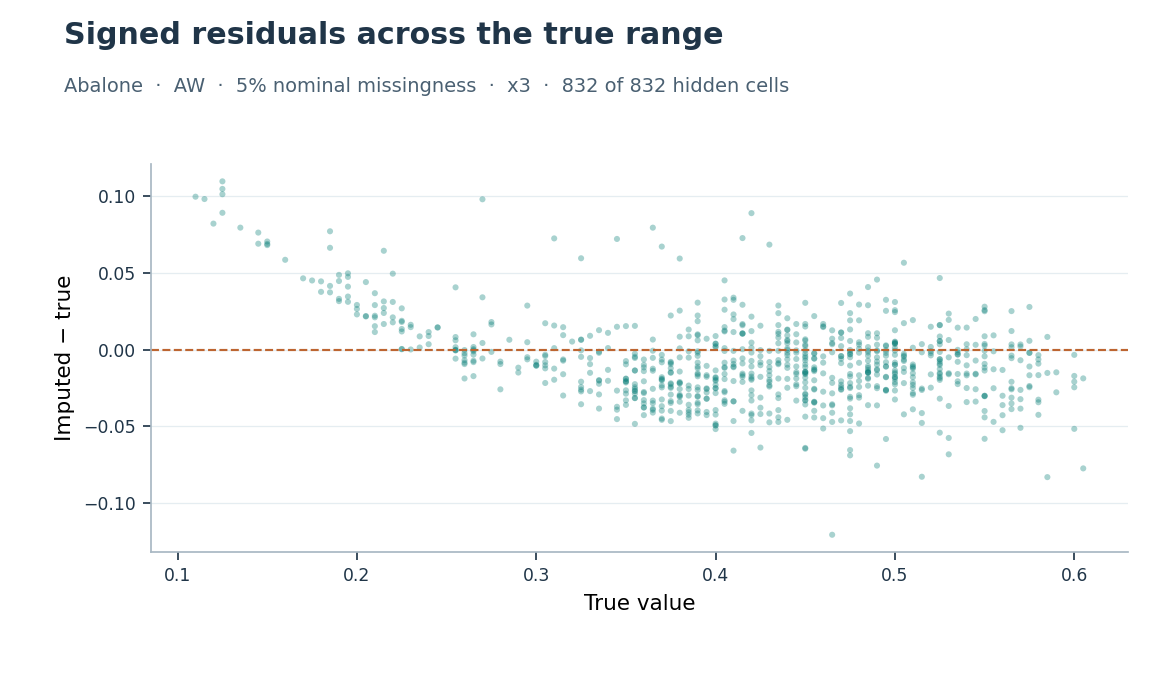 Signed residuals across the true range
Abalone · AW · 5% nominal missingness · x3 · 832 of 832 hidden cells
0.10
0.05
0.00
−0.05
−0.10
Imputed − true
0.1 0.2 0.3 0.4 0.5 0.6
True value